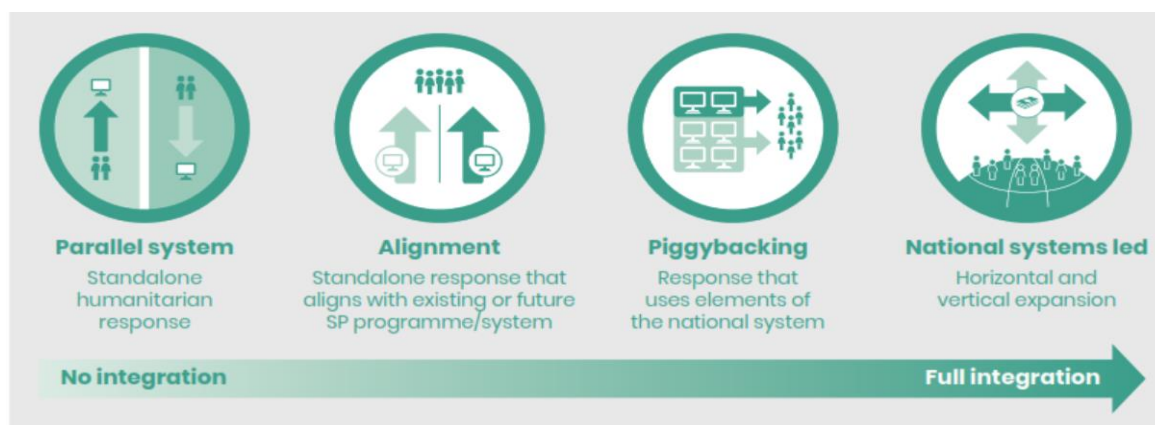 Parallel system
Standalone
humanitarian
response
Alignment
Standalone response that
aligns with existing or future
SP programme/system
Piggybacking
Response that
uses elements of
the national system
National systems led
Horizontal and
vertical expansion
No integration
Full integration